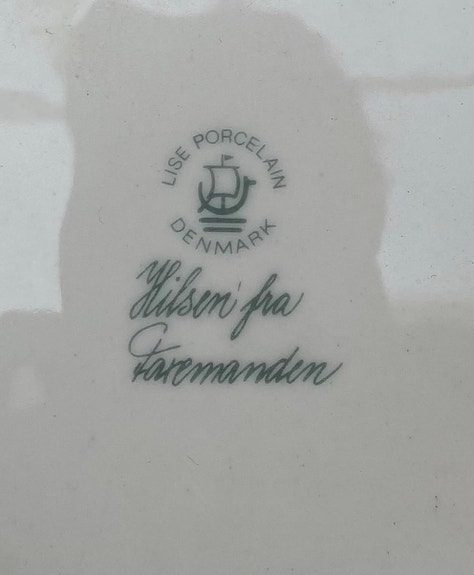 LISE PORCELAIN
DENMARK
Hilsen fra